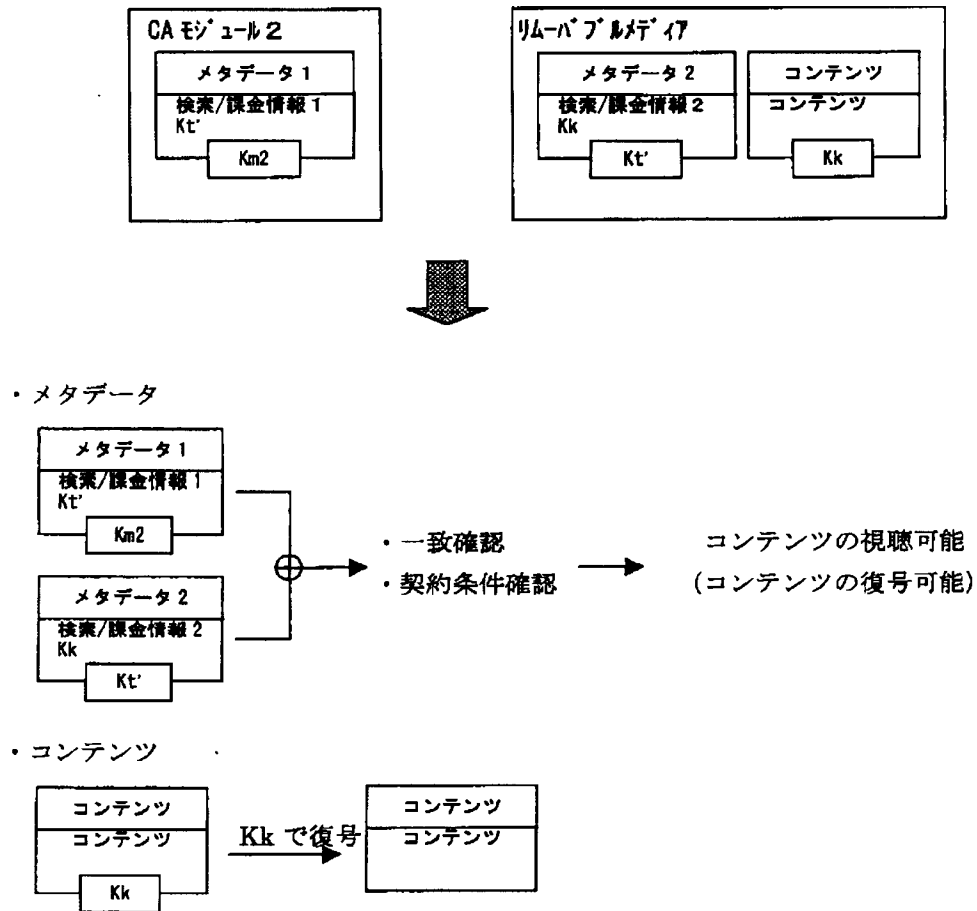 CA モジュール 2
メタデータ 1
検索/課金情報 1
Kt'
Km2
リムーバブルメディア
メタデータ 2
検索/課金情報 2
Kk
Kt'
コンテンツ
コンテンツ
Kk
・メタデータ
メタデータ 1
検索/課金情報 1
Kt'
Km2
メタデータ 2
検索/課金情報 2
Kk
Kt'
・一致確認
・契約条件確認
コンテンツの視聴可能
(コンテンツの復号可能)
・コンテンツ
コンテンツ
コンテンツ
Kk
Kk で復号
コンテンツ
コンテンツ